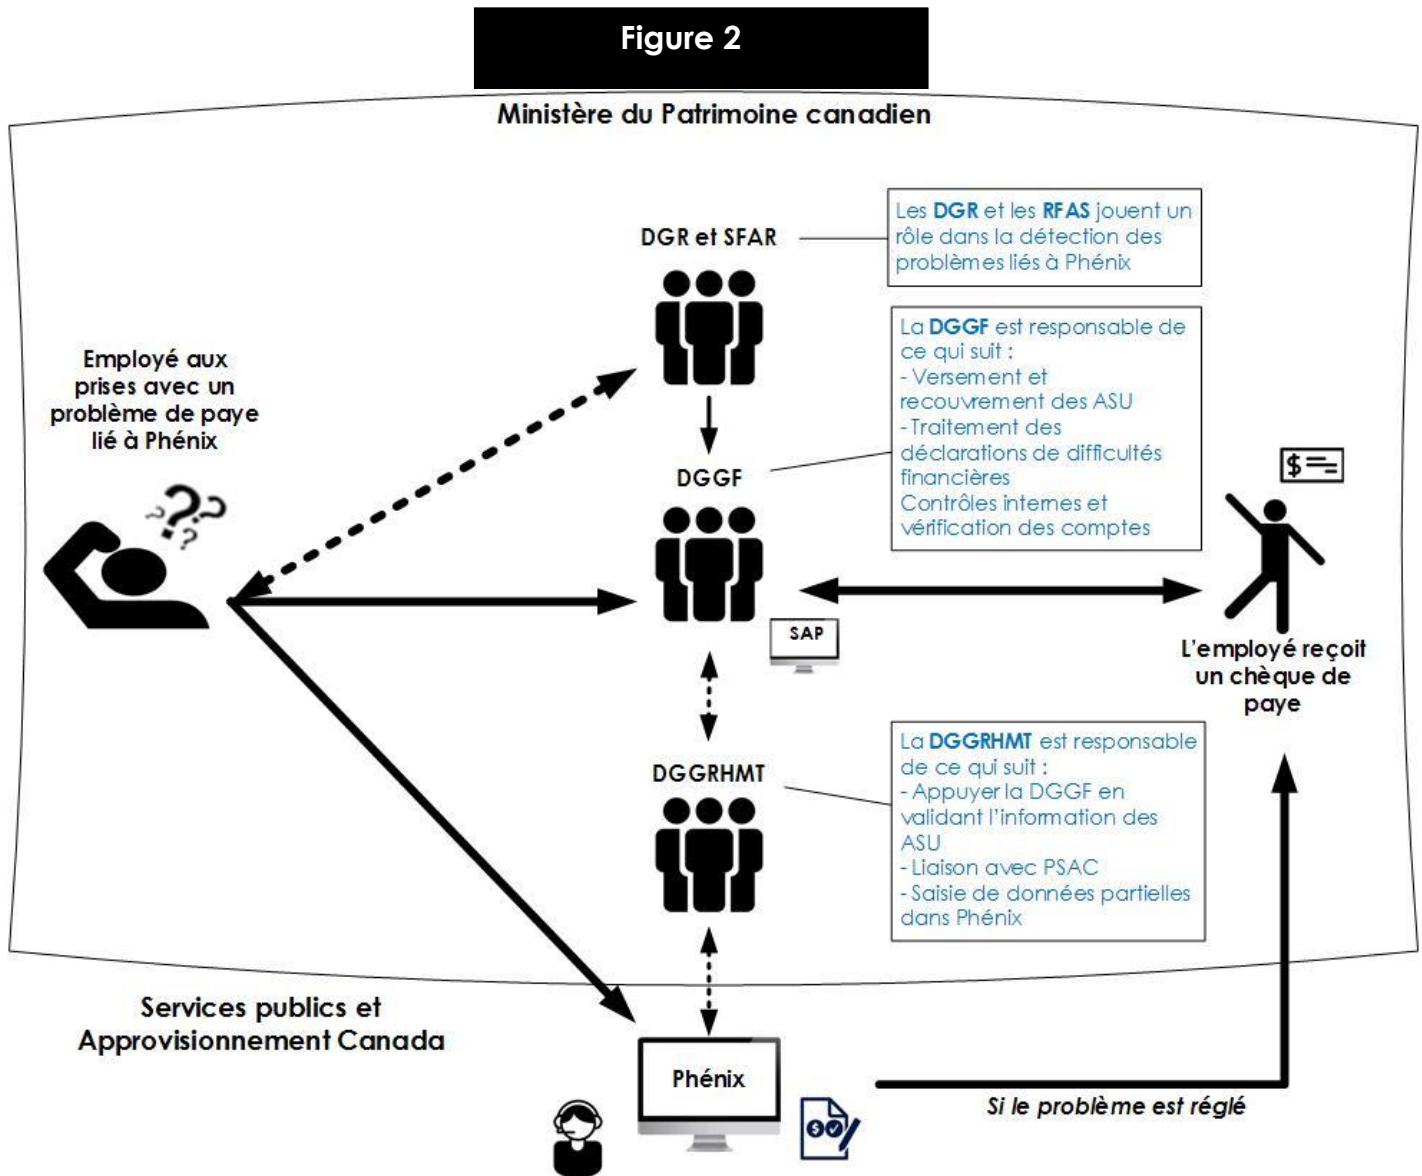 Figure 2
Ministère du Patrimoine canadien
DGR et SFAR
Les DGR et les RFAS jouent un
rôle dans la détection des
problèmes liés à Phénix
Employé aux
prises avec un
problème de paye
lié à Phénix
? ? ? ?
DGGF
La DGGF est responsable de
ce qui suit :
- Versement et
recouvrement des ASU
- Traitement des
déclarations de difficultés
financières
Contrôles internes et
vérification des comptes
$
SAP
L'employé reçoit
un chèque de
paye
DGGRHMT
La DGGRHMT est responsable
de ce qui suit :
- Appuyer la DGGF en
validant l'information des
ASU
- Liaison avec PSAC
- Saisie de données partielles
dans Phénix
Services publics et
Approvisionnement Canada
Phénix
$
Si le problème est réglé